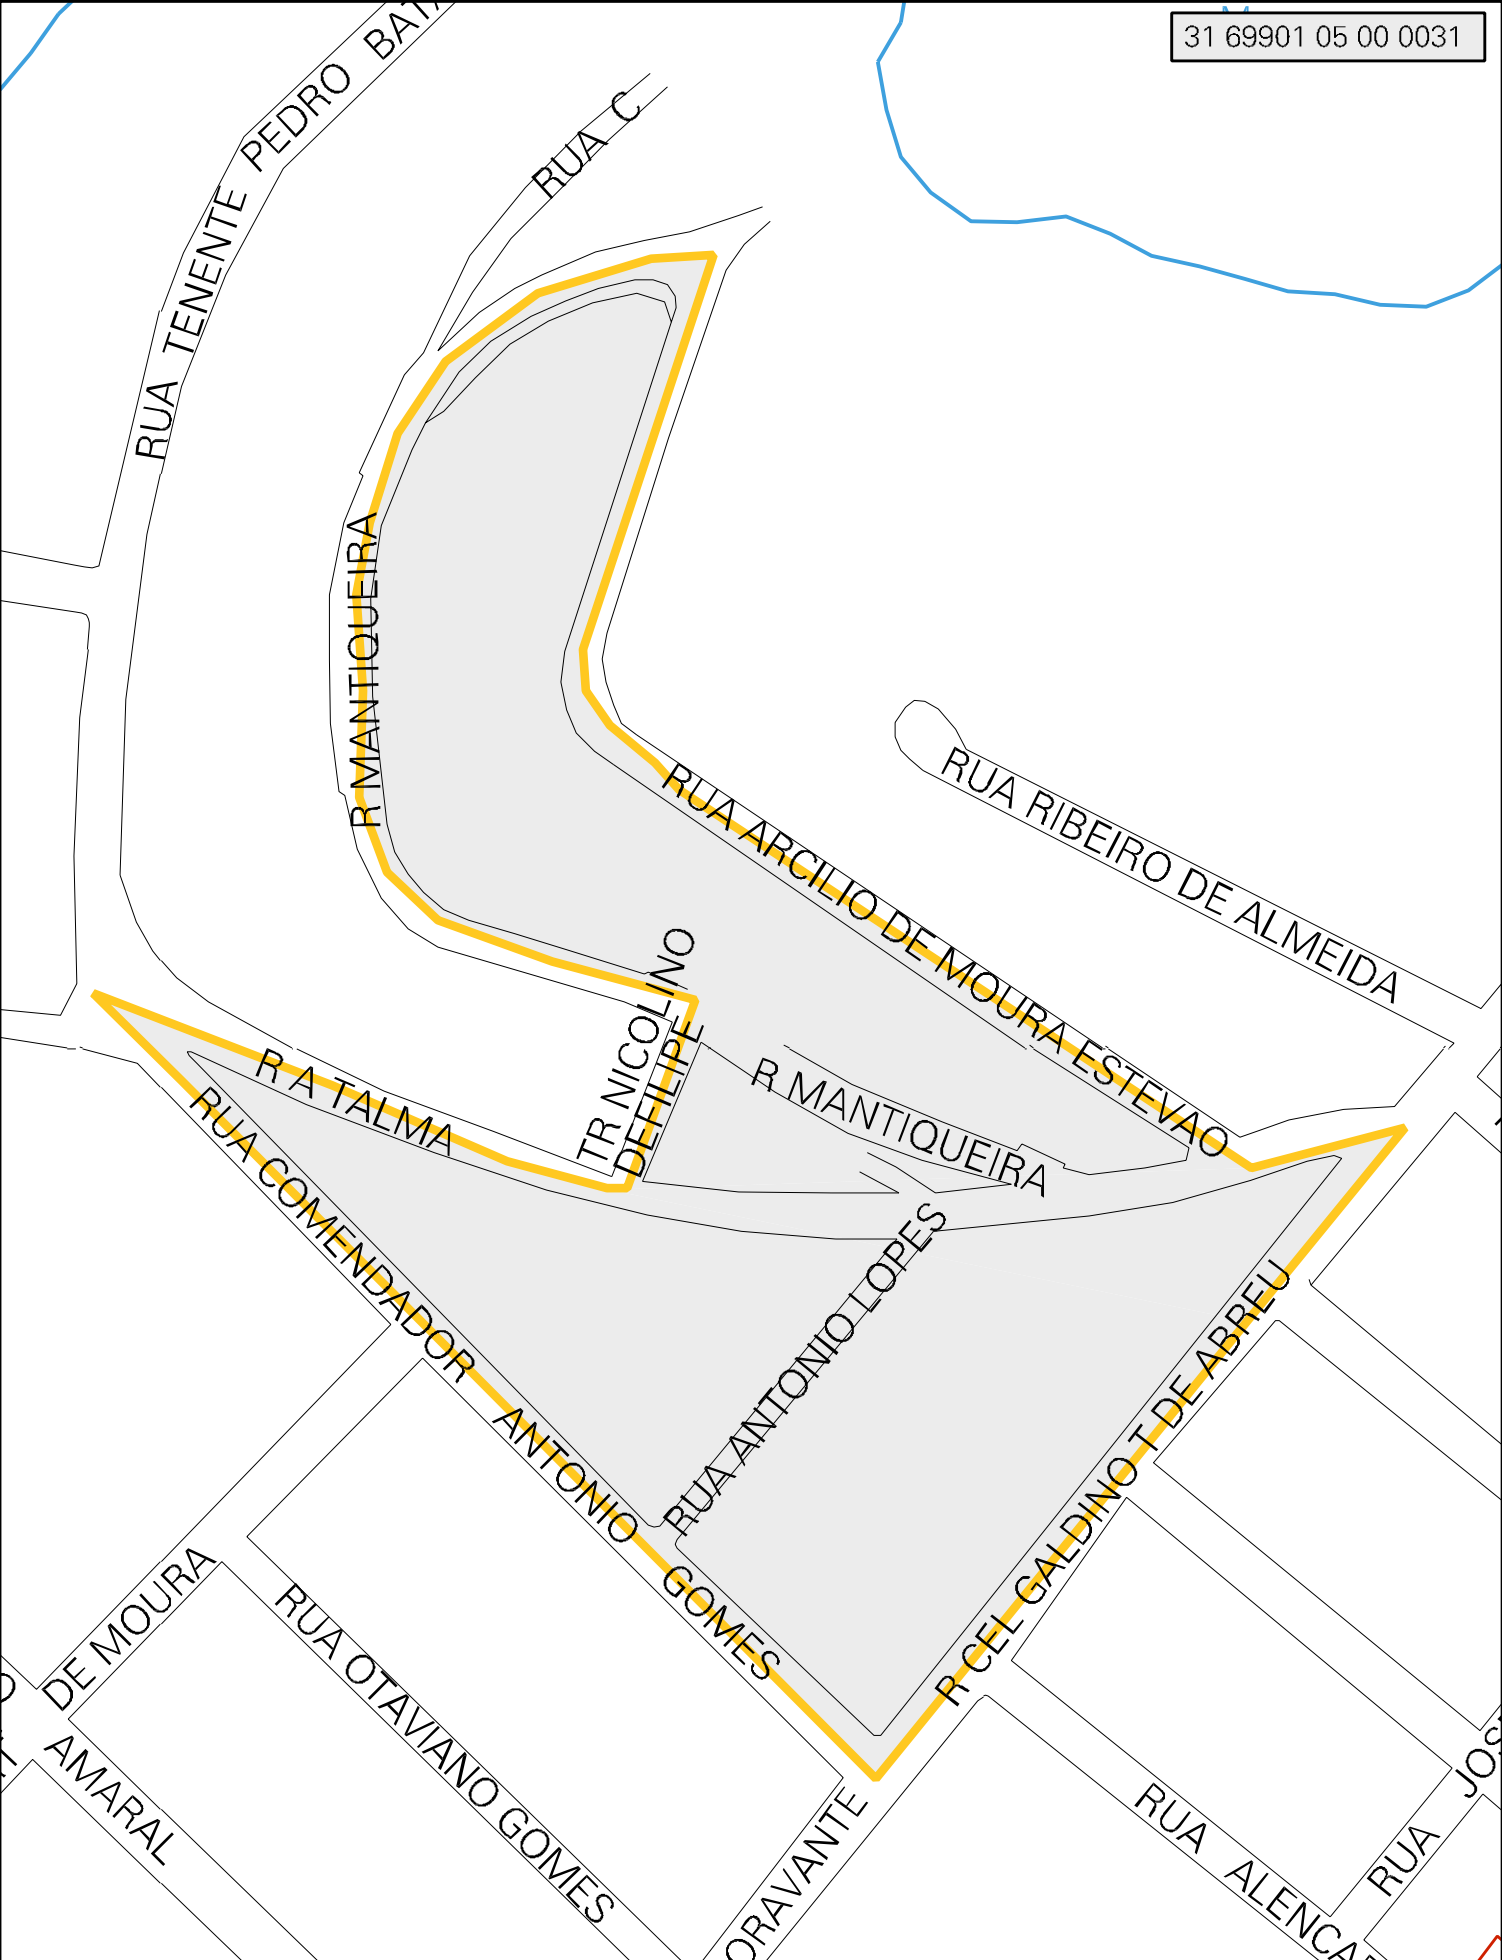 31 69901 05 00 0031
RUA TENENTE PEDRO
RUA C
R MANTIQUEIRA
RUA ARCILIO DE MOURA ESTEVAO
RUA RIBEIRO DE ALMEIDA
TR NICOLINO
DEFILIPE
R MANTIQUEIRA
R A TALMA
RUA COMENDADOR ANTONIO GOMES
RUA ANTONIO LOPES
R CEL GALDINO T DE ABREU
DE MOURA
RUA OTAVIANO GOMES
AMARAL
ORAVANTE
RUA ALENCA
RUA JOS